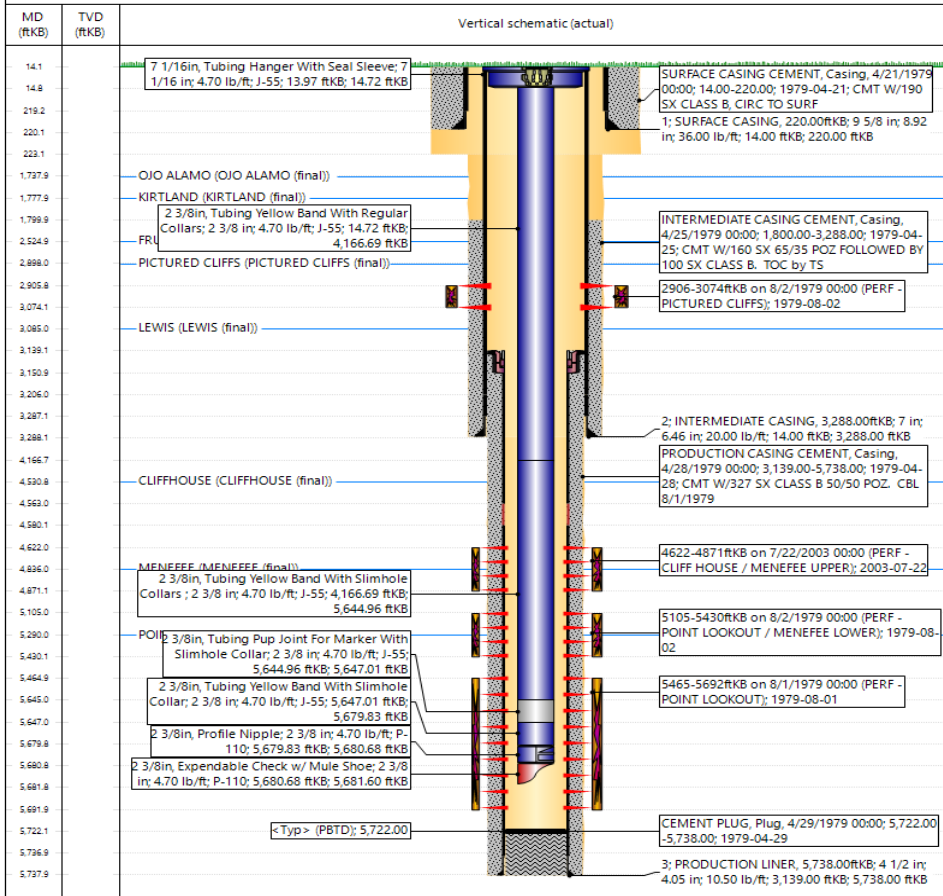 MD
(ftKB)
TVD
(ftKB)
Vertical schematic (actual)
14.1
14.8
219.2
220.1
223.1
1,737.9
1,777.9
1,799.9
2,524.9
2,898.0
2,905.8
3,074.1
3,085.0
3,139.1
3,150.9
3,206.0
3,287.1
3,288.1
4,166.7
4,530.8
4,563.0
4,580.1
4,622.0
4,836.0
4,871.1
5,105.0
5,290.0
5,430.1
5,464.9
5,645.0
5,647.0
5,679.8
5,680.8
5,681.8
5,691.9
5,722.1
5,736.9
5,737.9
7 1/16in, Tubing Hanger With Seal Sleeve; 7
1/16 in; 4.70 lb/ft; J-55; 13.97 ftKB; 14.72 ftKB
OJO ALAMO (OJO ALAMO (final))
KIRTLAND (KIRTLAND (final))
2 3/8in, Tubing Yellow Band With Regular
Collars; 2 3/8 in; 4.70 lb/ft; J-55; 14.72 ftKB;
4,166.69 ftKB
FRU
PICTURED CLIFFS (PICTURED CLIFFS (final))
LEWIS (LEWIS (final))
CLIFFHOUSE (CLIFFHOUSE (final))
MENEFEE (MENEFEE (final))
2 3/8in, Tubing Yellow Band With Slimhole
Collars ; 2 3/8 in; 4.70 lb/ft; J-55; 4,166.69
ftKB; 5,644.96 ftKB
POI
2 3/8in, Tubing Pup Joint For Marker With
Slimhole Collar; 2 3/8 in; 4.70 lb/ft; J-55;
5,644.96 ftKB; 5,647.01 ftKB
2 3/8in, Tubing Yellow Band With Slimhole
Collar; 2 3/8 in; 4.70 lb/ft; J-55; 5,647.01 ftKB;
5,679.83 ftKB
2 3/8in, Profile Nipple; 2 3/8 in; 4.70 lb/ft; P-
110; 5,679.83 ftKB; 5,680.68 ftKB
2 3/8in, Expendable Check w/ Mule Shoe; 2 3/8
in; 4.70 lb/ft; P-110; 5,680.68 ftKB; 5,681.60 ftKB
<Typ> (PBTD); 5,722.00
SURFACE CASING CEMENT, Casing, 4/21/1979
00:00; 14.00-220.00; 1979-04-21; CMT W/190
SX CLASS B, CIRC TO SURF
1; SURFACE CASING, 220.00ftKB; 9 5/8 in; 8.92
in; 36.00 lb/ft; 14.00 ftKB; 220.00 ftKB
INTERMEDIATE CASING CEMENT, Casing,
4/25/1979 00:00; 1,800.00-3,288.00; 1979-04-
25; CMT W/160 SX 65/35 POZ FOLLOWED BY
100 SX CLASS B.  TOC by TS
2906-3074ftKB on 8/2/1979 00:00 (PERF -
PICTURED CLIFFS); 1979-08-02
2; INTERMEDIATE CASING, 3,288.00ftKB; 7 in;
6.46 in; 20.00 lb/ft; 14.00 ftKB; 3,288.00 ftKB
PRODUCTION CASING CEMENT, Casing,
4/28/1979 00:00; 3,139.00-5,738.00; 1979-04-
28; CMT W/327 SX CLASS B 50/50 POZ.  CBL
8/1/1979
4622-4871ftKB on 7/22/2003 00:00 (PERF -
CLIFF HOUSE / MENEFEE UPPER); 2003-07-22
5105-5430ftKB on 8/2/1979 00:00 (PERF -
POINT LOOKOUT / MENEFEE LOWER); 1979-08-
02
5465-5692ftKB on 8/1/1979 00:00 (PERF -
POINT LOOKOUT); 1979-08-01
CEMENT PLUG, Plug, 4/29/1979 00:00; 5,722.00
-5,738.00; 1979-04-29
3; PRODUCTION LINER, 5,738.00ftKB; 4 1/2 in;
4.05 in; 10.50 lb/ft; 3,139.00 ftKB; 5,738.00 ftKB